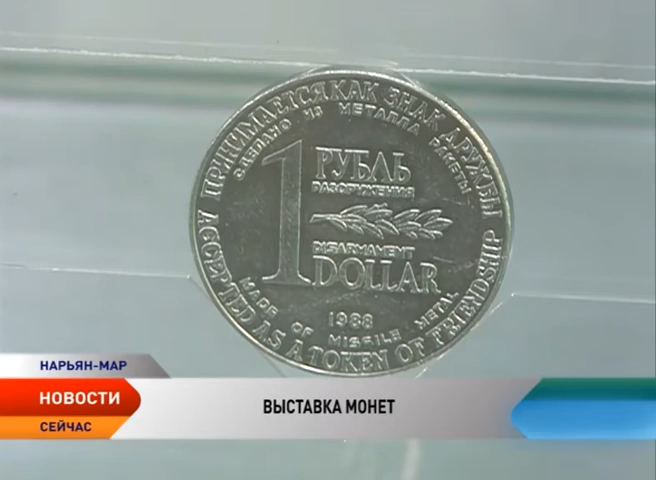 ПРИНИМАЕТСЯ КАК ЗНАК ДРУЖБЫ
СДЕЛАНО ИЗ МЕТАЛЛА РАКЕТЫ
1 РУБЛЬ
РАЗОРУЖЕНИЯ
DISARMAMENT
DOLLAR
1988
MADE OF MISSILE METAL
ACCEPTED AS A TOKEN OF FRIENDSHIP
НАРЬЯН-МАР
НОВОСТИ
СЕЙЧАС
ВЫСТАВКА МОНЕТ